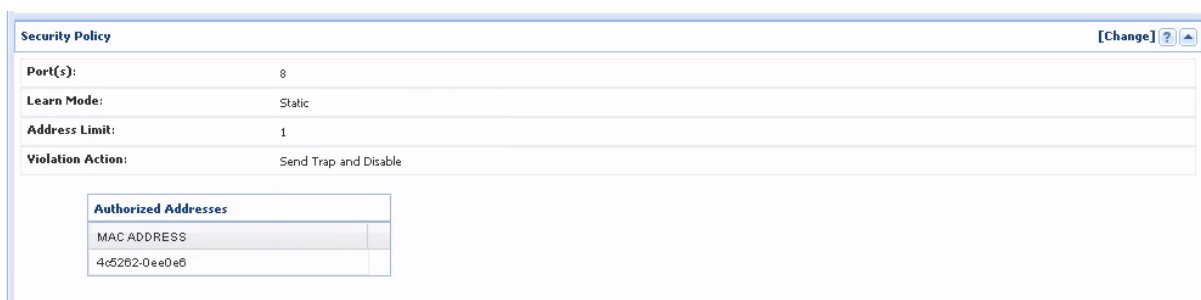 Security Policy [Change] ?
Port(s): 8
Learn Mode: Static
Address Limit: 1
Violation Action: Send Trap and Disable
Authorized Addresses
MAC ADDRESS
4c5262-0ee0e6